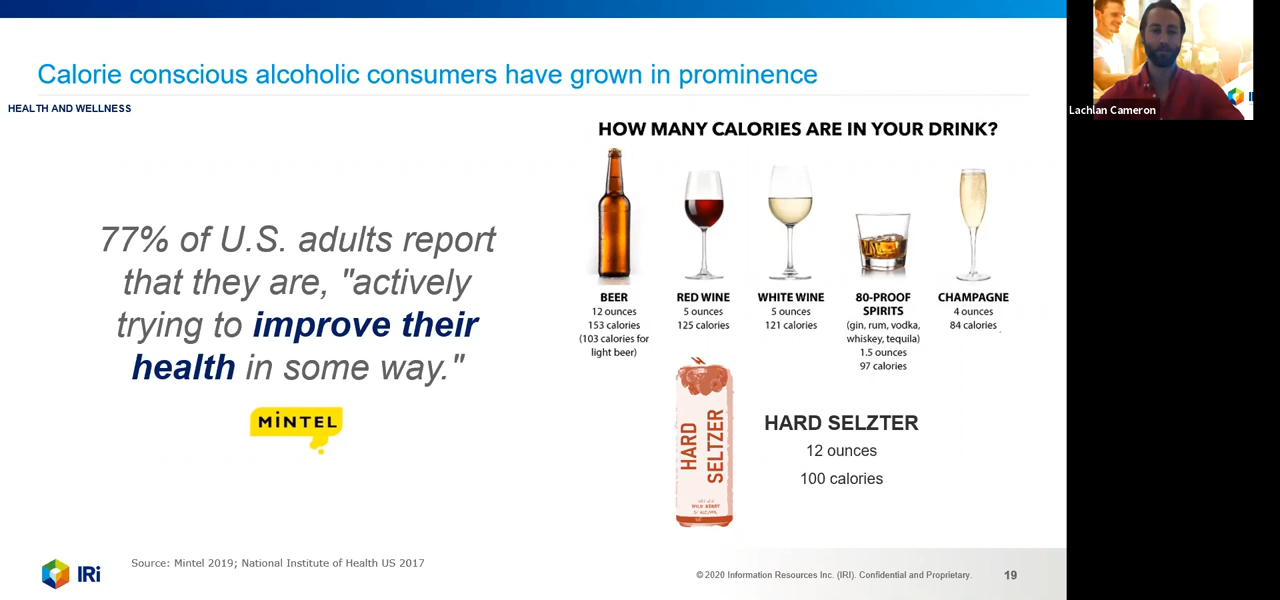 Calorie conscious alcoholic consumers have grown in prominence
HEALTH AND WELLNESS
77% of U.S. adults report
that they are, "actively
trying to improve their
health in some way."
MINTEL
HOW MANY CALORIES ARE IN YOUR DRINK?
BEER
12 ounces
153 calories
(103 calories for
light beer)
RED WINE
5 ounces
125 calories
WHITE WINE
5 ounces
121 calories
80-PROOF
SPIRITS
(gin, rum, vodka,
whiskey, tequila)
1.5 ounces
97 calories
CHAMPAGNE
4 ounces
84 calories
HARD
SELTZER
WILD BERRY
HARD SELZTER
12 ounces
100 calories
IRi
Source: Mintel 2019; National Institute of Health US 2017
© 2020 Information Resources Inc. (IRI). Confidential and Proprietary.
19
Lachlan Cameron